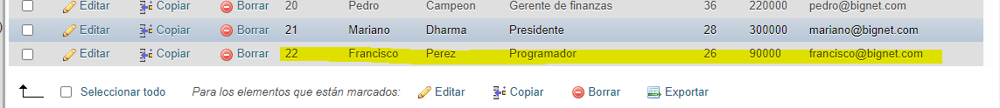 Editar Copiar Borrar 20 Pedro Campeon Gerente de finanzas 36 220000 pedro@bignet.com
Editar Copiar Borrar 21 Mariano Dharma Presidente 28 300000 mariano@bignet.com
Editar Copiar Borrar 22 Francisco Perez Programador 26 90000 francisco@bignet.com
Seleccionar todo Para los elementos que están marcados: Editar Copiar Borrar Exportar